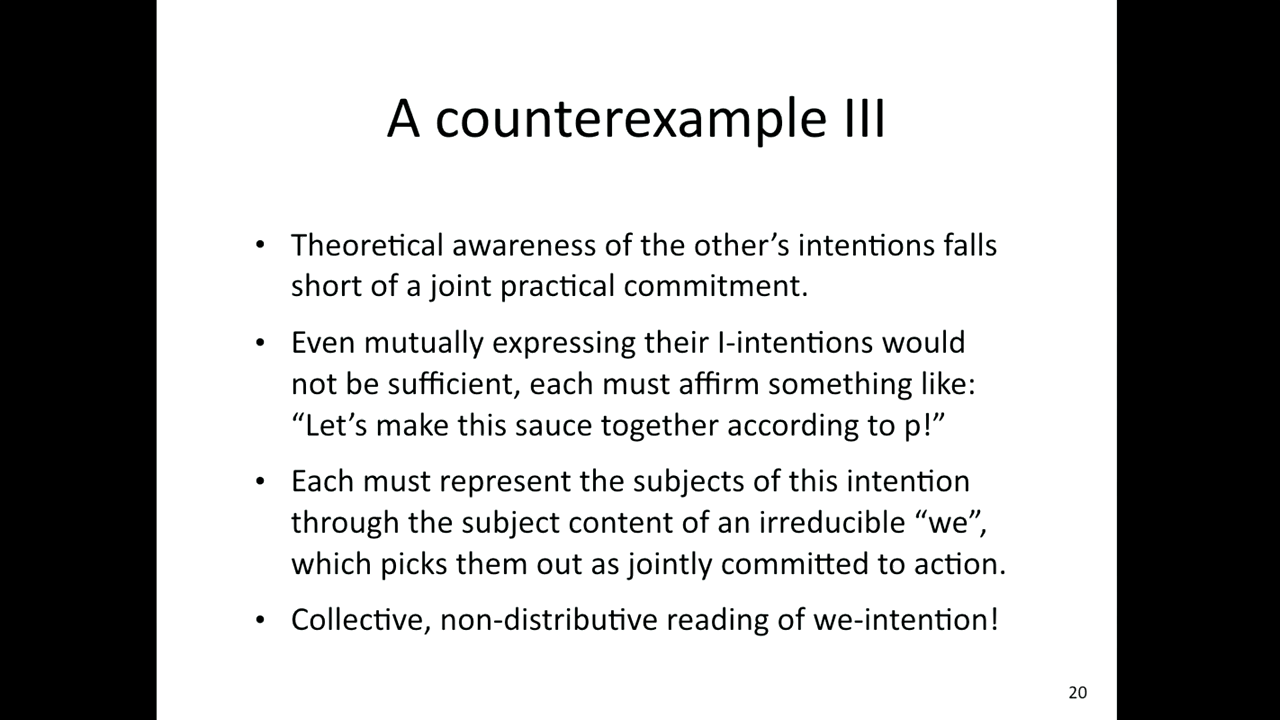 A counterexample III
• Theoretical awareness of the other’s intentions falls
short of a joint practical commitment.
• Even mutually expressing their I-intentions would
not be sufficient, each must affirm something like:
“Let’s make this sauce together according to p!”
• Each must represent the subjects of this intention
through the subject content of an irreducible “we”,
which picks them out as jointly committed to action.
• Collective, non-distributive reading of we-intention!
20